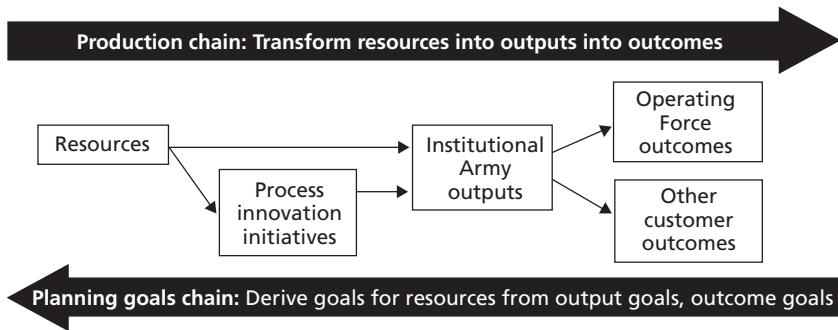 Production chain: Transform resources into outputs into outcomes
Resources
Process
innovation
initiatives
Institutional
Army
outputs
Operating
Force
outcomes
Other
customer
outcomes
Planning goals chain: Derive goals for resources from output goals, outcome goals